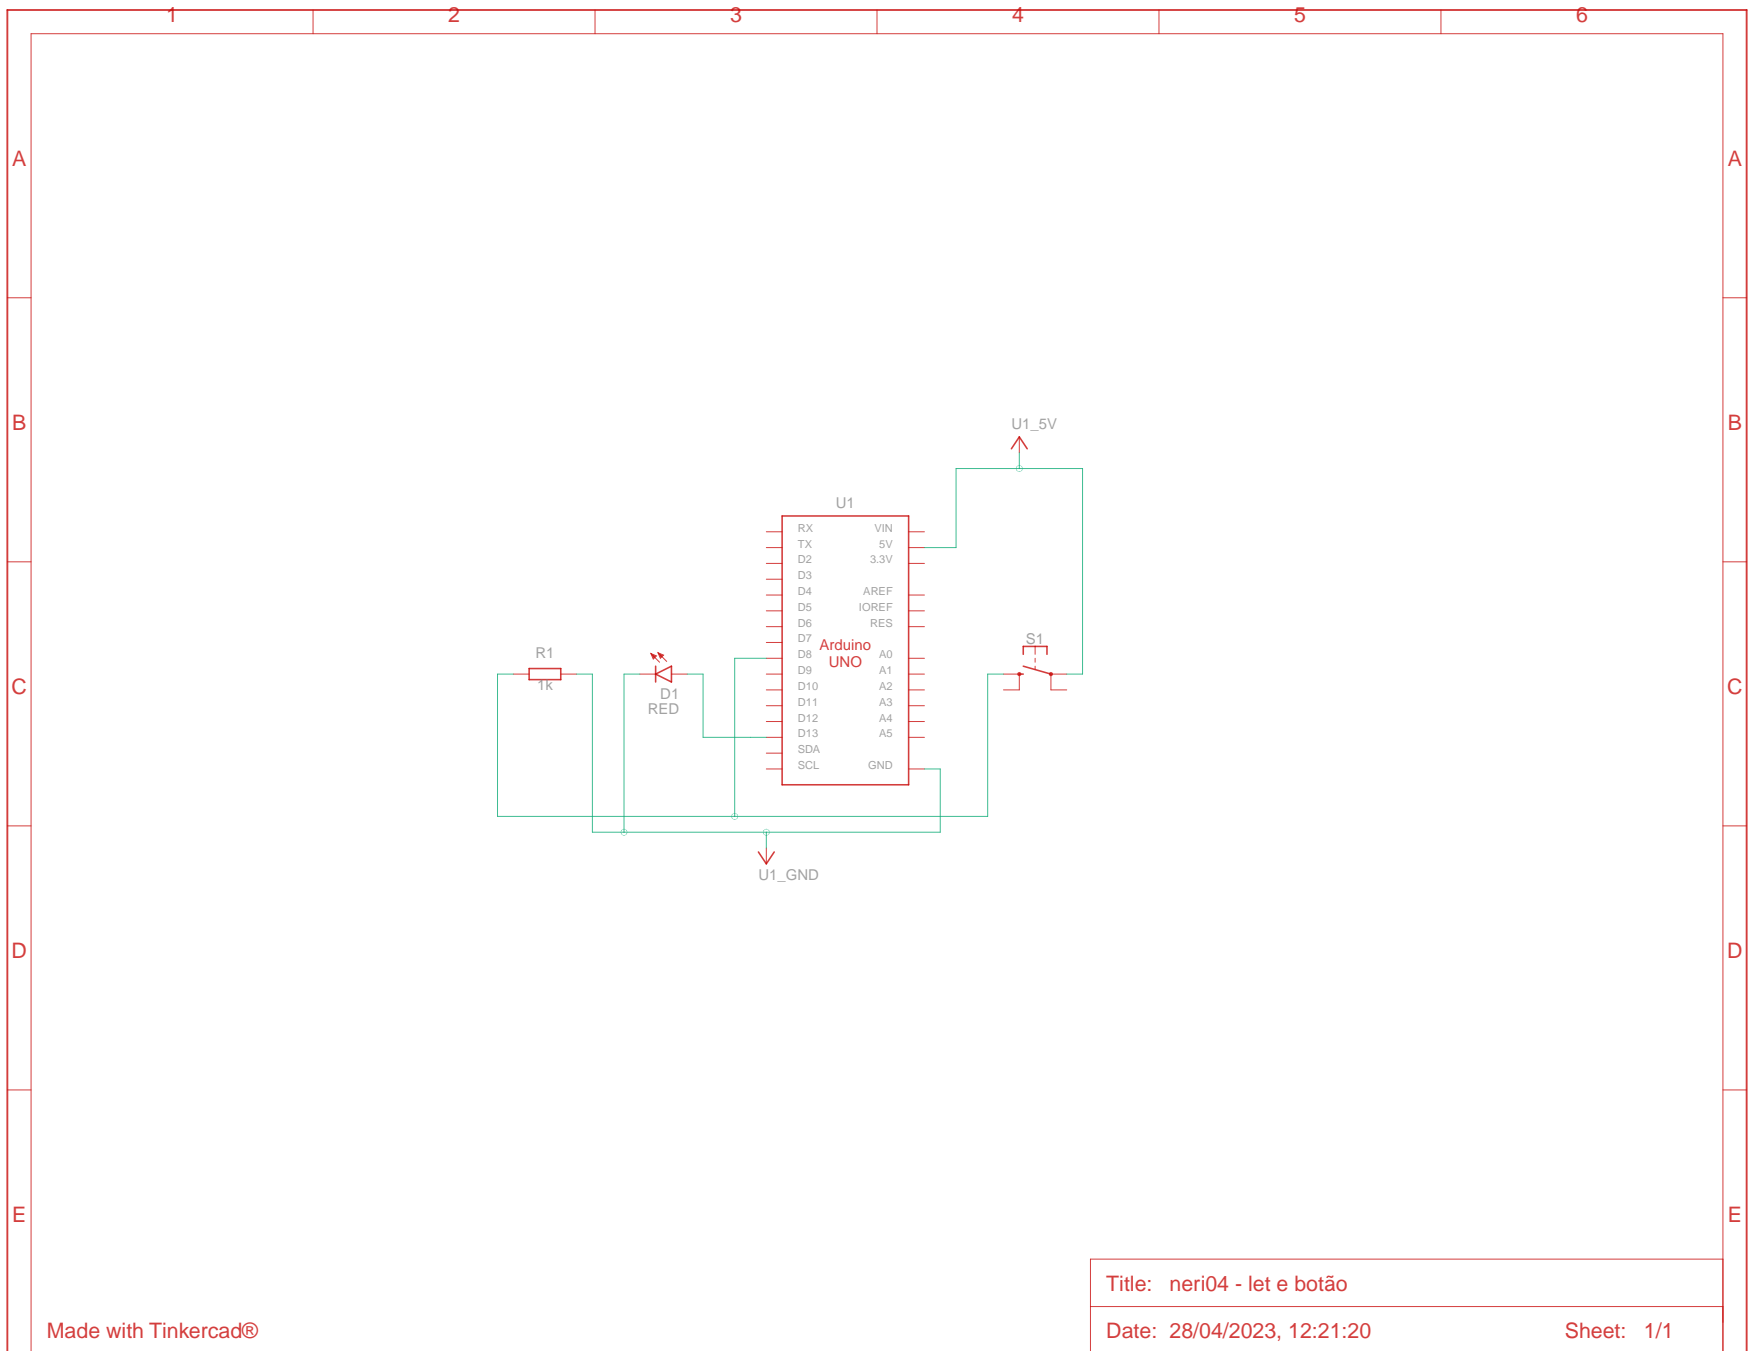 1 2 3 4 5 6
A A
B B
U1_5V
U1
RX VIN
TX 5V
D2 3.3V
D3
D4 AREF
D5 IOREF
D6 RES
D7
Arduino
UNO
D8 A0
D9 A1
D10 A2
D11 A3
D12 A4
D13 A5
SDA
SCL GND
S1
R1
1k
D1
RED
C C
U1_GND
D D
E E
Title: neri04 - let e botão
Made with Tinkercad®
Date: 28/04/2023, 12:21:20 Sheet: 1/1